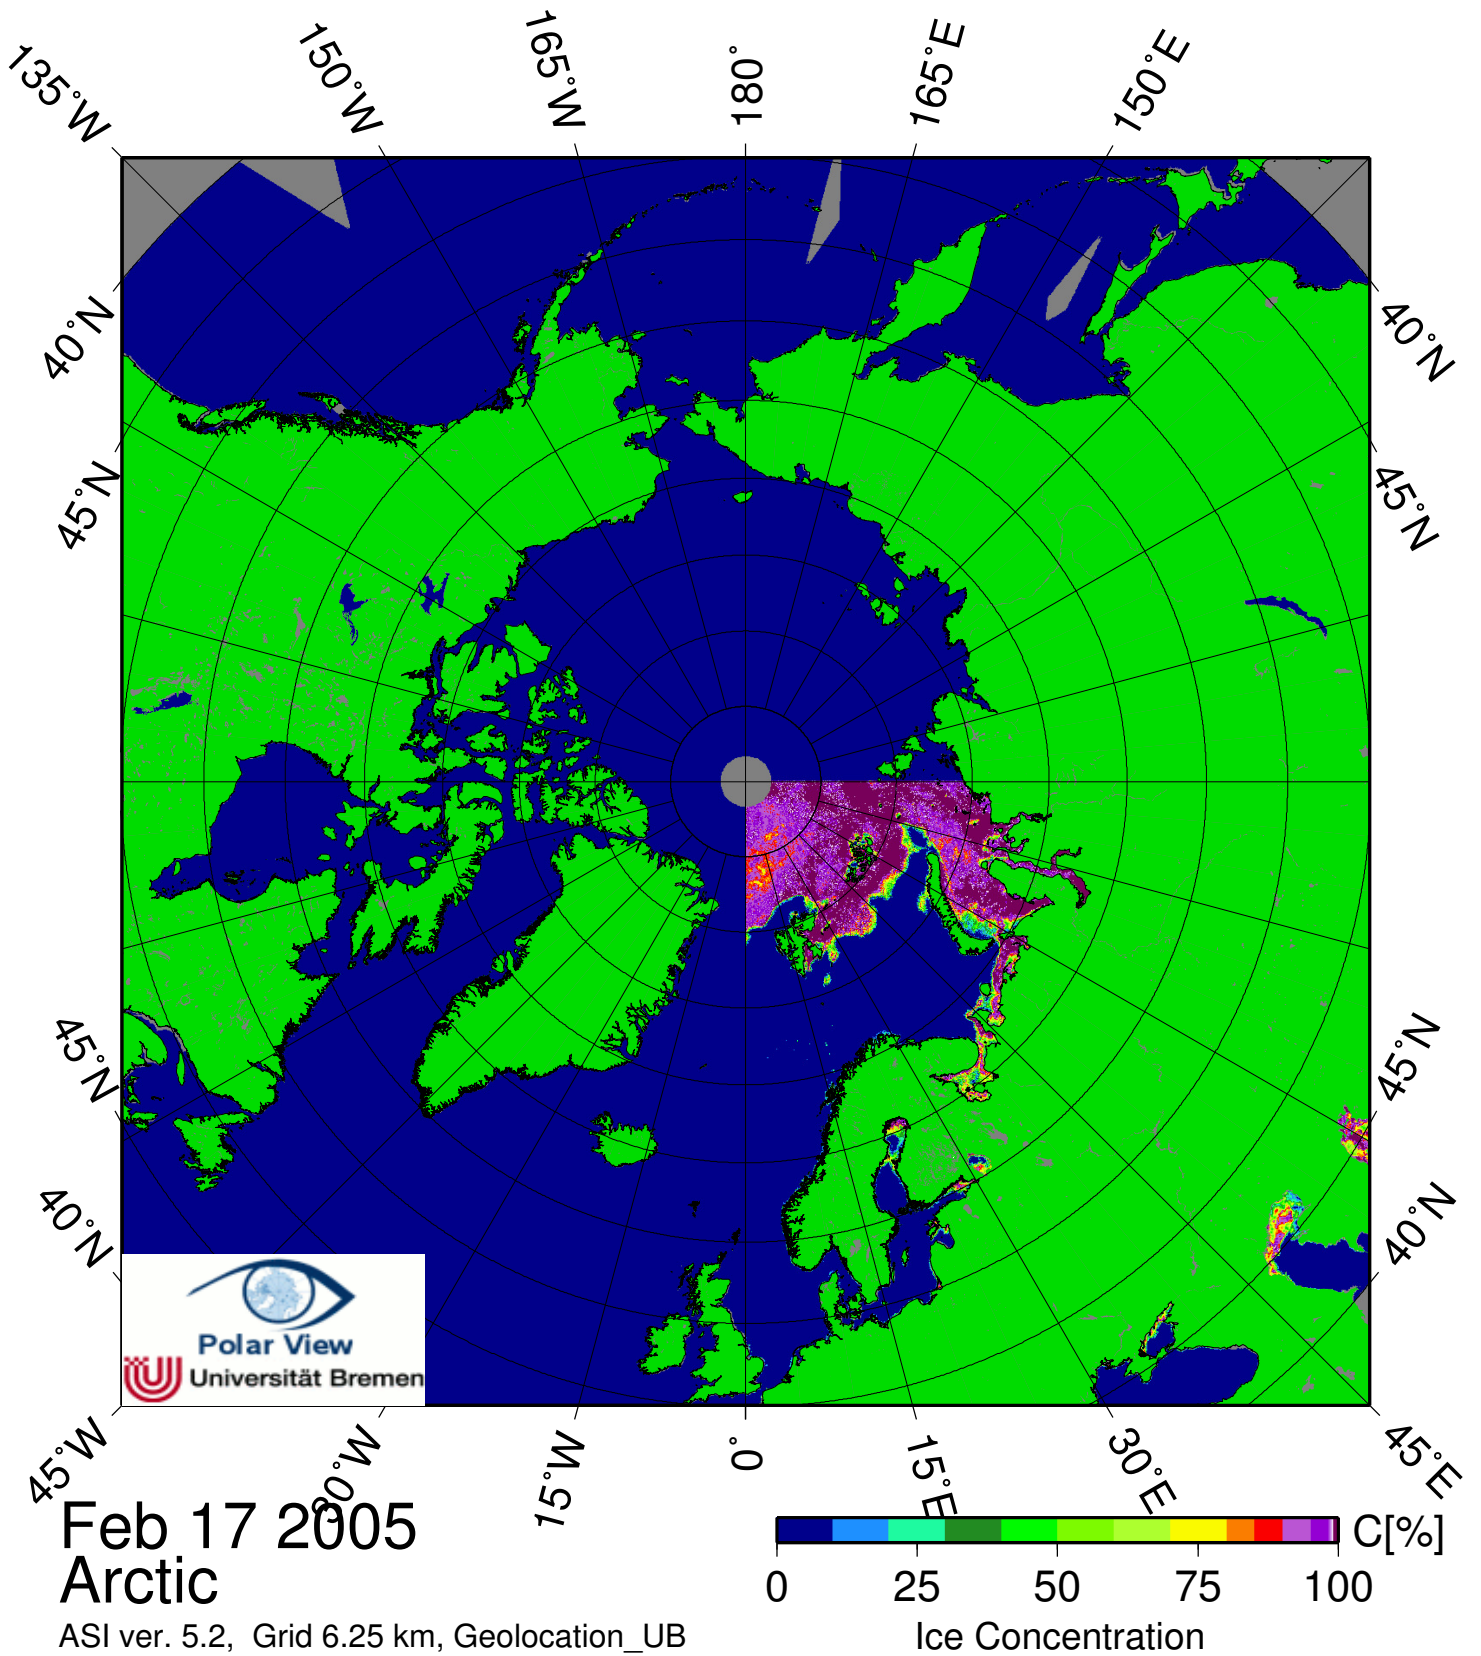 135°W
150°W
165°W
180°
165°E
150°E
40°N
40°N
45°N
45°N
45°N
45°N
40°N
40°N
Polar View
Universität Bremen
45°W
30°W
15°W
0°
15°E
30°E
45°E
Feb 17 2005
Arctic
ASI ver. 5.2, Grid 6.25 km, Geolocation_UB
C[%]
0 25 50 75 100
Ice Concentration